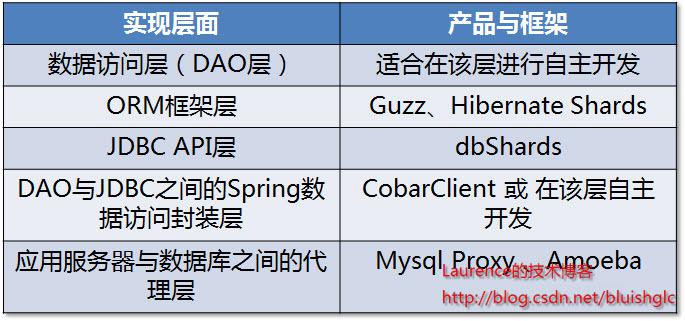 实现层面 产品与框架
数据访问层（DAO层） 适合在该层进行自主开发
ORM框架层 Guzz、Hibernate Shards
JDBC API层 dbShards
DAO与JDBC之间的Spring数
据访问封装层
CobarClient 或 在该层自主
开发
应用服务器与数据库之间的代
理层
Mysql Proxy、Amoeba
Laurence的技术博客
http://blog.csdn.net/bluishglc